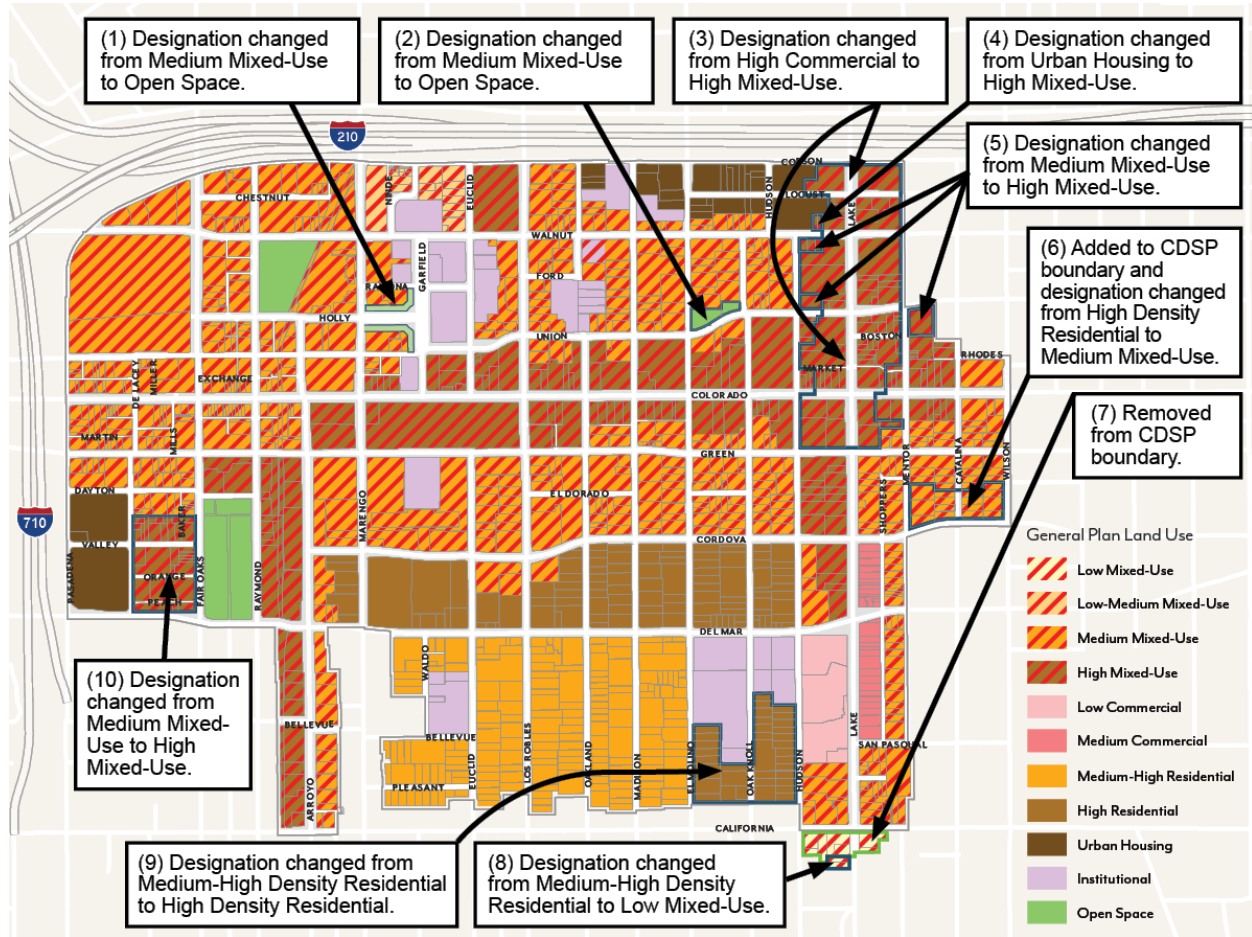 (1) Designation changed
from Medium Mixed-Use
to Open Space.
(2) Designation changed
from Medium Mixed-Use
to Open Space.
(3) Designation changed
from High Commercial to
High Mixed-Use.
(4) Designation changed
from Urban Housing to
High Mixed-Use.
(5) Designation changed
from Medium Mixed-Use
to High Mixed-Use.
(6) Added to CDSP
boundary and
designation changed
from High Density
Residential to
Medium Mixed-Use.
(7) Removed
from CDSP
boundary.
210
CORSON
CHESTNUT
EUCLID
HUDSON
LOCUST
LAKE
WALNUT
GARFIELD
FORD
RAMONA
HOLLY
UNION
BOSTON
RHODES
DE LACEY
MILLER
EXCHANGE
MARKET
COLORADO
MARTIN
MILLS
GREEN
MENTOR
CATALINA
WILSON
DAYTON
EL DORADO
SHOPPERS
710
BAKER
MARENGO
VALLEY
CORDOVA
PASADENA
ORANGE
FAIR OAKS
RAYMOND
PEACH
DEL MAR
WALDO
BELLEVUE
BELLEVUE
EUCLID
LOS ROBLES
OAKLAND
MADISON
EL MOLINO
OAK KNOLL
HUDSON
LAKE
SAN PASQUAL
PLEASANT
ARROYO
CALIFORNIA
General Plan Land Use
Low Mixed-Use
Low-Medium Mixed-Use
Medium Mixed-Use
High Mixed-Use
Low Commercial
Medium Commercial
Medium-High Residential
High Residential
Urban Housing
Institutional
Open Space
(10) Designation
changed from
Medium Mixed-
Use to High
Mixed-Use.
(9) Designation changed from
Medium-High Density Residential
to High Density Residential.
(8) Designation changed
from Medium-High Density
Residential to Low Mixed-Use.